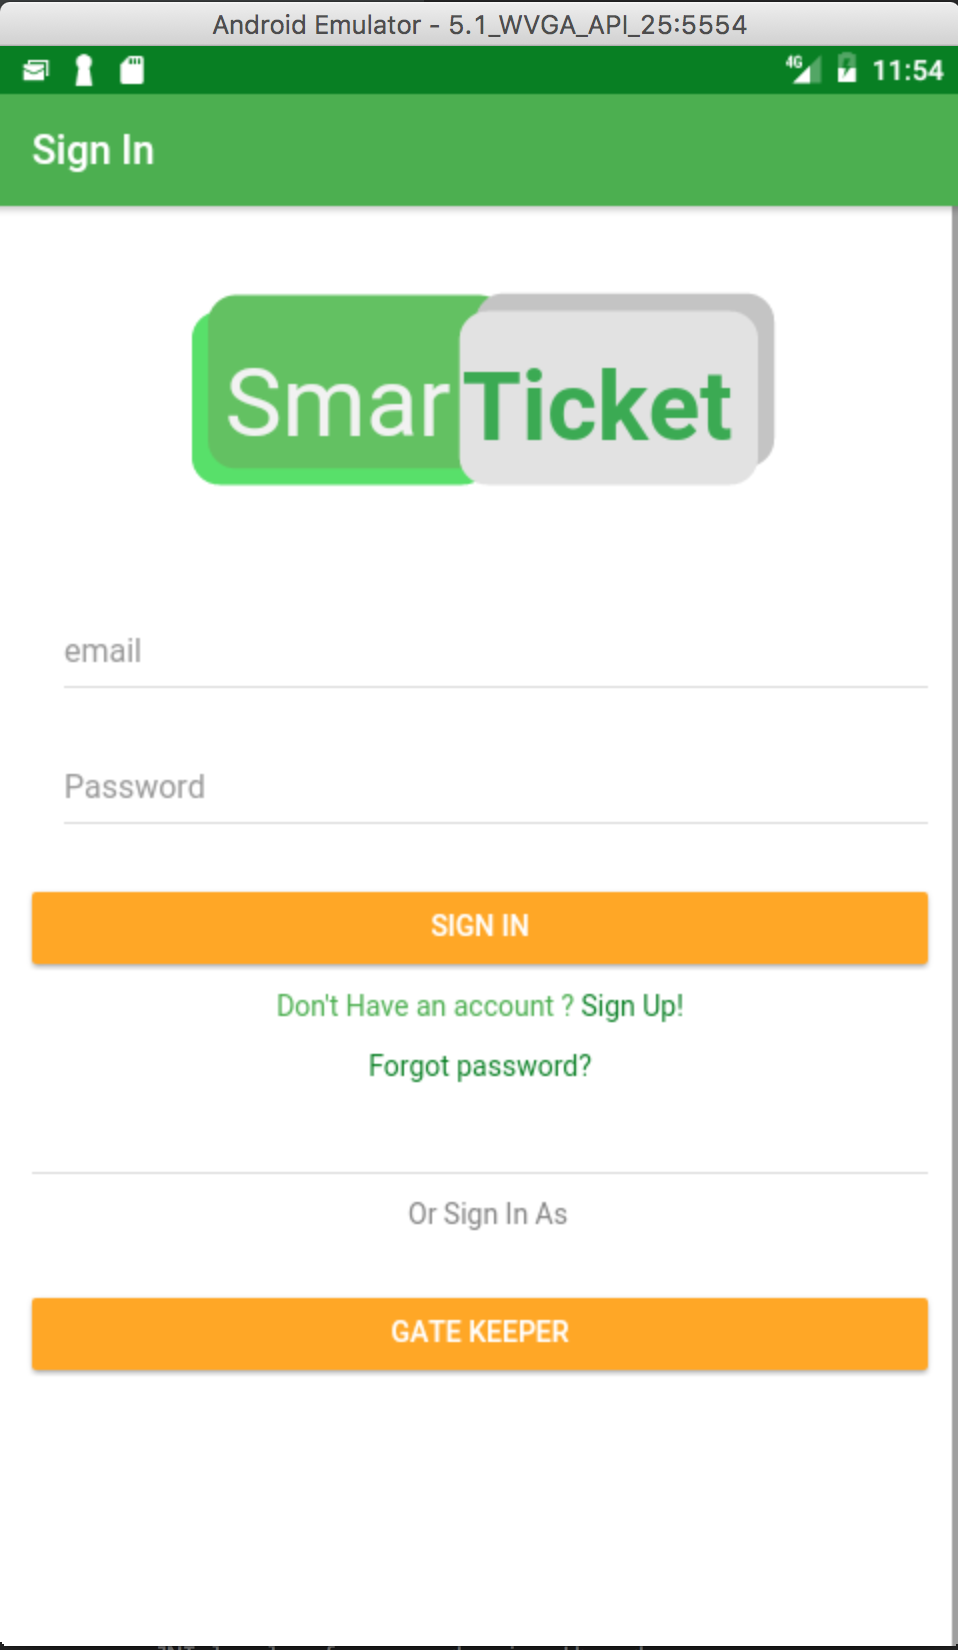 Android Emulator - 5.1_WVGA_API_25:5554
4G 11:54
Sign In
SmarTicket
email
Password
SIGN IN
Don't Have an account ? Sign Up!
Forgot password?
Or Sign In As
GATE KEEPER